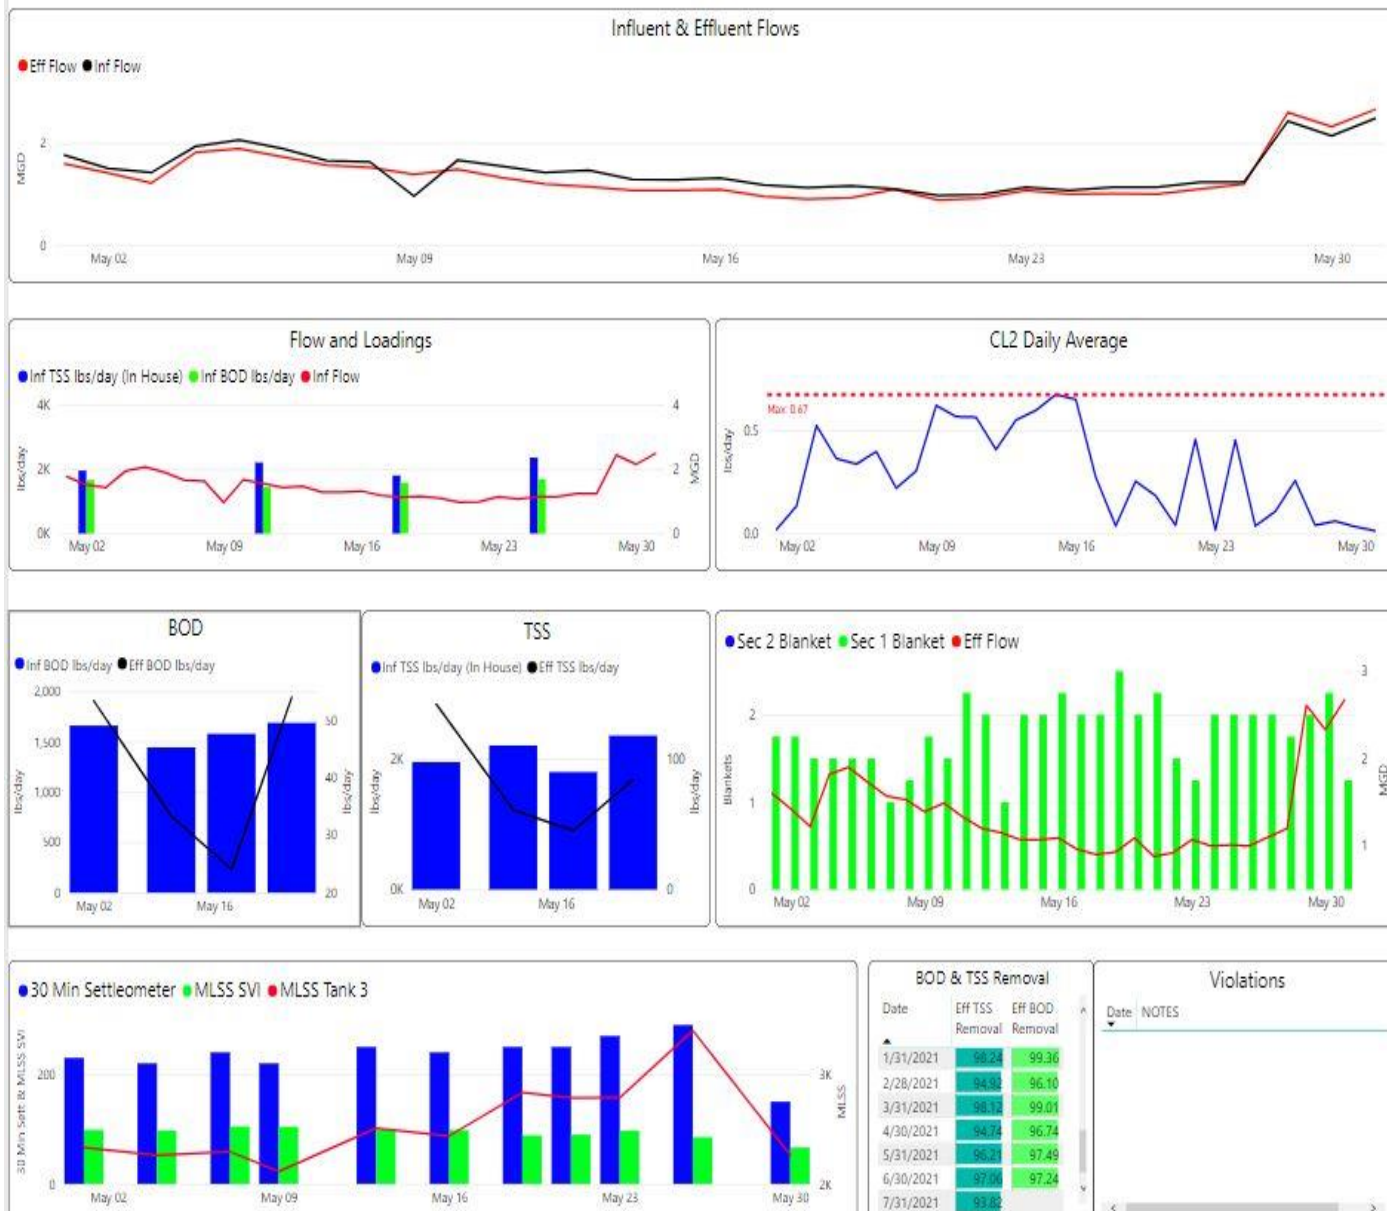 Influent & Effluent Flows
Eff Flow Inf Flow
MGD
2
0
May 02 May 09 May 16 May 23 May 30
Flow and Loadings
Inf TSS lbs/day (In House) Inf BOD lbs/day Inf Flow
lbs/day
4K
2K
0K
4
2
0
MGD
May 02 May 09 May 16 May 23 May 30
CL2 Daily Average
Max: 0.67
lbs/day
0.5
0.0
May 02 May 09 May 16 May 23 May 30
BOD
Inf BOD lbs/day Eff BOD lbs/day
lbs/day
2,000
1,500
1,000
500
0
50
40
30
20
lbs/day
May 02 May 16
TSS
Inf TSS lbs/day (In House) Eff TSS lbs/day
lbs/day
2K
0K
100
0
lbs/day
May 02 May 16
Sec 2 Blanket Sec 1 Blanket Eff Flow
Blankets
2
1
0
3
2
1
MGD
May 02 May 09 May 16 May 23 May 30
30 Min Settleometer MLSS SVI MLSS Tank 3
30 Min Sett & MLSS SVI
200
0
3K
2K
MLSS
May 02 May 09 May 16 May 23 May 30
BOD & TSS Removal
Date Eff TSS Removal Eff BOD Removal
1/31/2021 98.24 99.36
2/28/2021 94.92 96.10
3/31/2021 98.12 99.01
4/30/2021 94.74 96.74
5/31/2021 96.21 97.49
6/30/2021 97.06 97.24
7/31/2021 93.82
Violations
Date NOTES